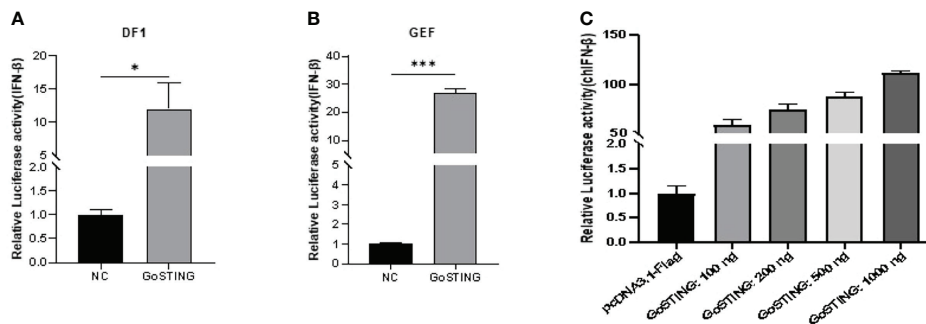 A
DF1
Relative Luciferase activity(IFN-β)
20
15
10
5
2.0
1.5
1.0
0.5
0.0
*
NC
GoSTING
B
GEF
Relative Luciferase activity(IFN-β)
40
30
20
10
5
4
3
2
1
0
***
NC
GoSTING
C
Relative Luciferase activity(chIFN-β)
150
100
50
2.0
1.5
1.0
0.5
0.0
pcDNA3.1-Flag
GoSTING: 100 ng
GoSTING: 200 ng
GoSTING: 500 ng
GoSTING: 1000 ng